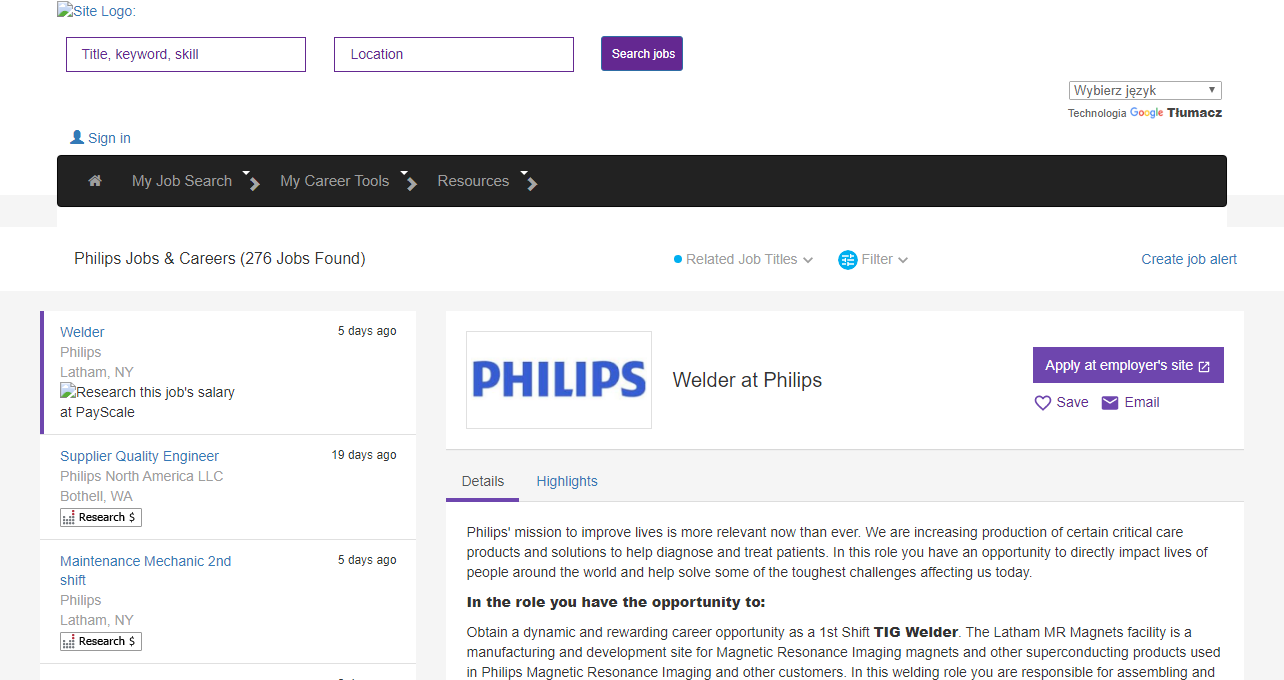 Site Logo:
Title, keyword, skill
Location
Search jobs
Wybierz język
Technologia Google Tłumacz
Sign in
My Job Search
My Career Tools
Resources
Philips Jobs & Careers (276 Jobs Found)
Related Job Titles
Filter
Create job alert
Welder
5 days ago
Philips
Latham, NY
Research this job's salary
at PayScale
Supplier Quality Engineer
19 days ago
Philips North America LLC
Bothell, WA
Research $
Maintenance Mechanic 2nd
shift
5 days ago
Philips
Latham, NY
Research $
PHILIPS
Welder at Philips
Apply at employer's site
Save
Email
Details
Highlights
Philips' mission to improve lives is more relevant now than ever. We are increasing production of certain critical care
products and solutions to help diagnose and treat patients. In this role you have an opportunity to directly impact lives of
people around the world and help solve some of the toughest challenges affecting us today.
In the role you have the opportunity to:
Obtain a dynamic and rewarding career opportunity as a 1st Shift TIG Welder. The Latham MR Magnets facility is a
manufacturing and development site for Magnetic Resonance Imaging magnets and other superconducting products used
in Philips Magnetic Resonance Imaging and other customers. In this welding role you are responsible for assembling and